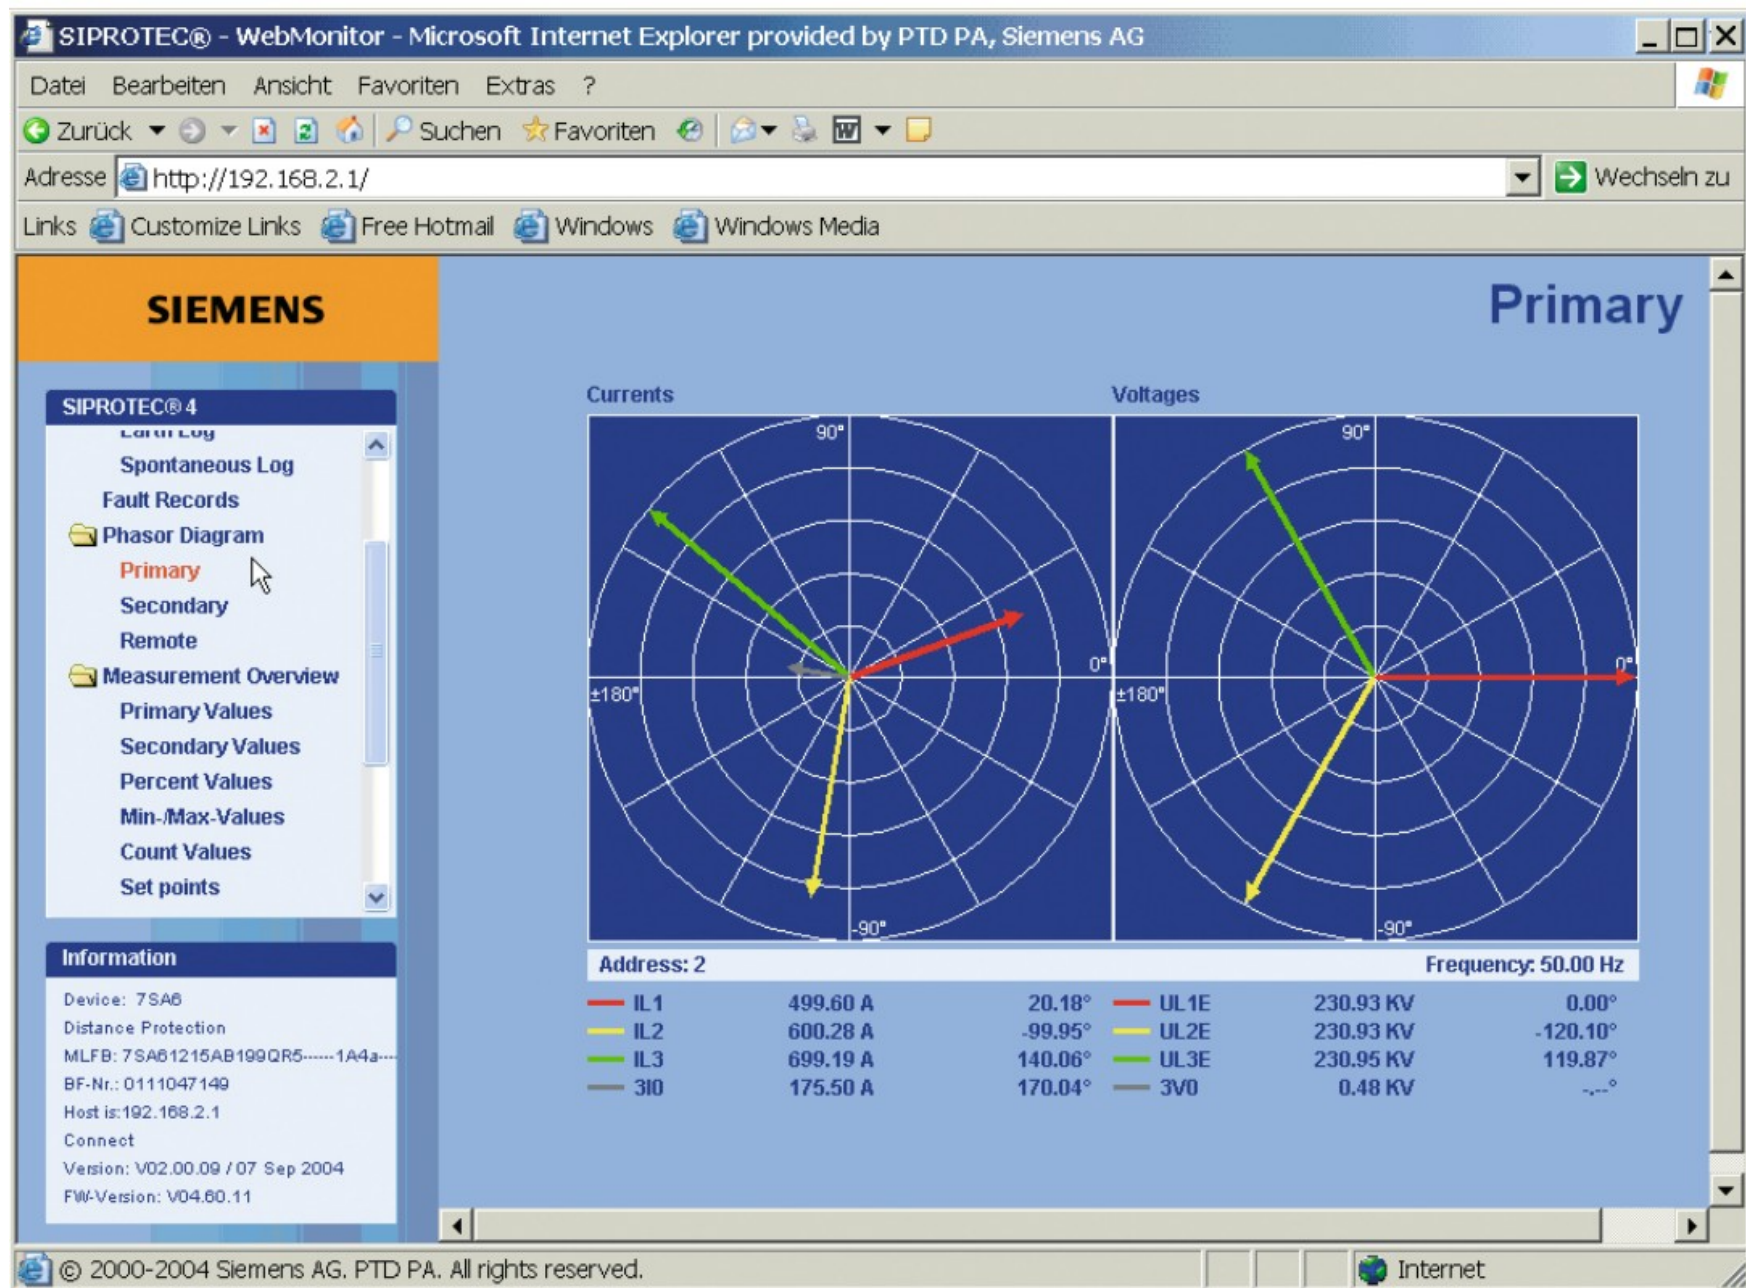 SIPROTEC® - WebMonitor - Microsoft Internet Explorer provided by PTD PA, Siemens AG
Datei Bearbeiten Ansicht Favoriten Extras ?
Zurück Suchen Favoriten
Adresse http://192.168.2.1/ Wechseln zu
Links Customize Links Free Hotmail Windows Windows Media
SIEMENS
Primary
SIPROTEC® 4
Earth Log
Spontaneous Log
Fault Records
Phasor Diagram
Primary
Secondary
Remote
Measurement Overview
Primary Values
Secondary Values
Percent Values
Min-/Max-Values
Count Values
Set points
Information
Device: 7SA6
Distance Protection
MLFB: 7SA61215AB199QR5------1A4a---
BF-Nr.: 0111047149
Host is:192.168.2.1
Connect
Version: V02.00.09 / 07 Sep 2004
FW-Version: V04.60.11
Currents Voltages
90° 90°
0° 0°
±180° ±180°
-90° -90°
Address: 2 Frequency: 50.00 Hz
IL1 499.60 A 20.18° UL1E 230.93 KV 0.00°
IL2 600.28 A -99.95° UL2E 230.93 KV -120.10°
IL3 699.19 A 140.06° UL3E 230.95 KV 119.87°
3I0 175.50 A 170.04° 3V0 0.48 KV -.--°
© 2000-2004 Siemens AG. PTD PA. All rights reserved. Internet